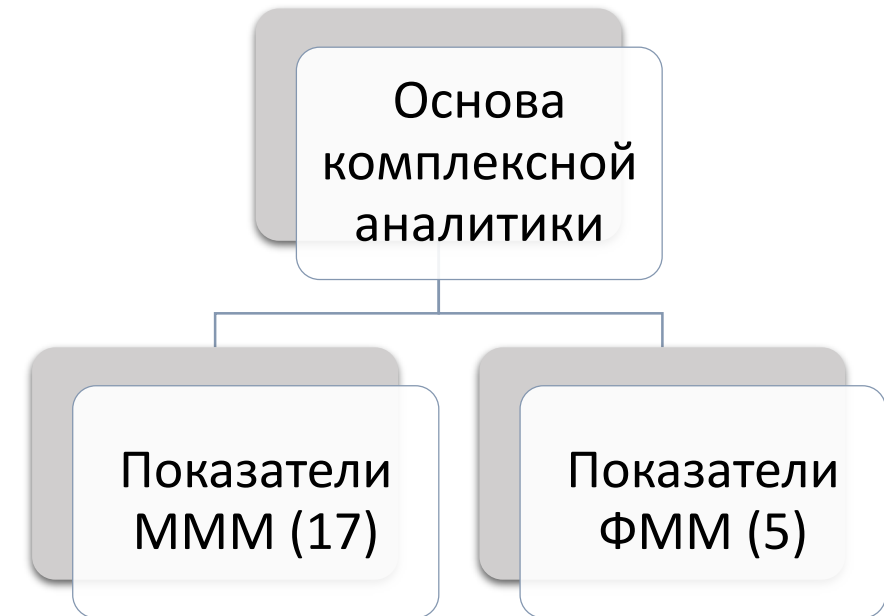 Основа
комплексной
аналитики
Показатели
МММ (17)
Показатели
ФММ (5)